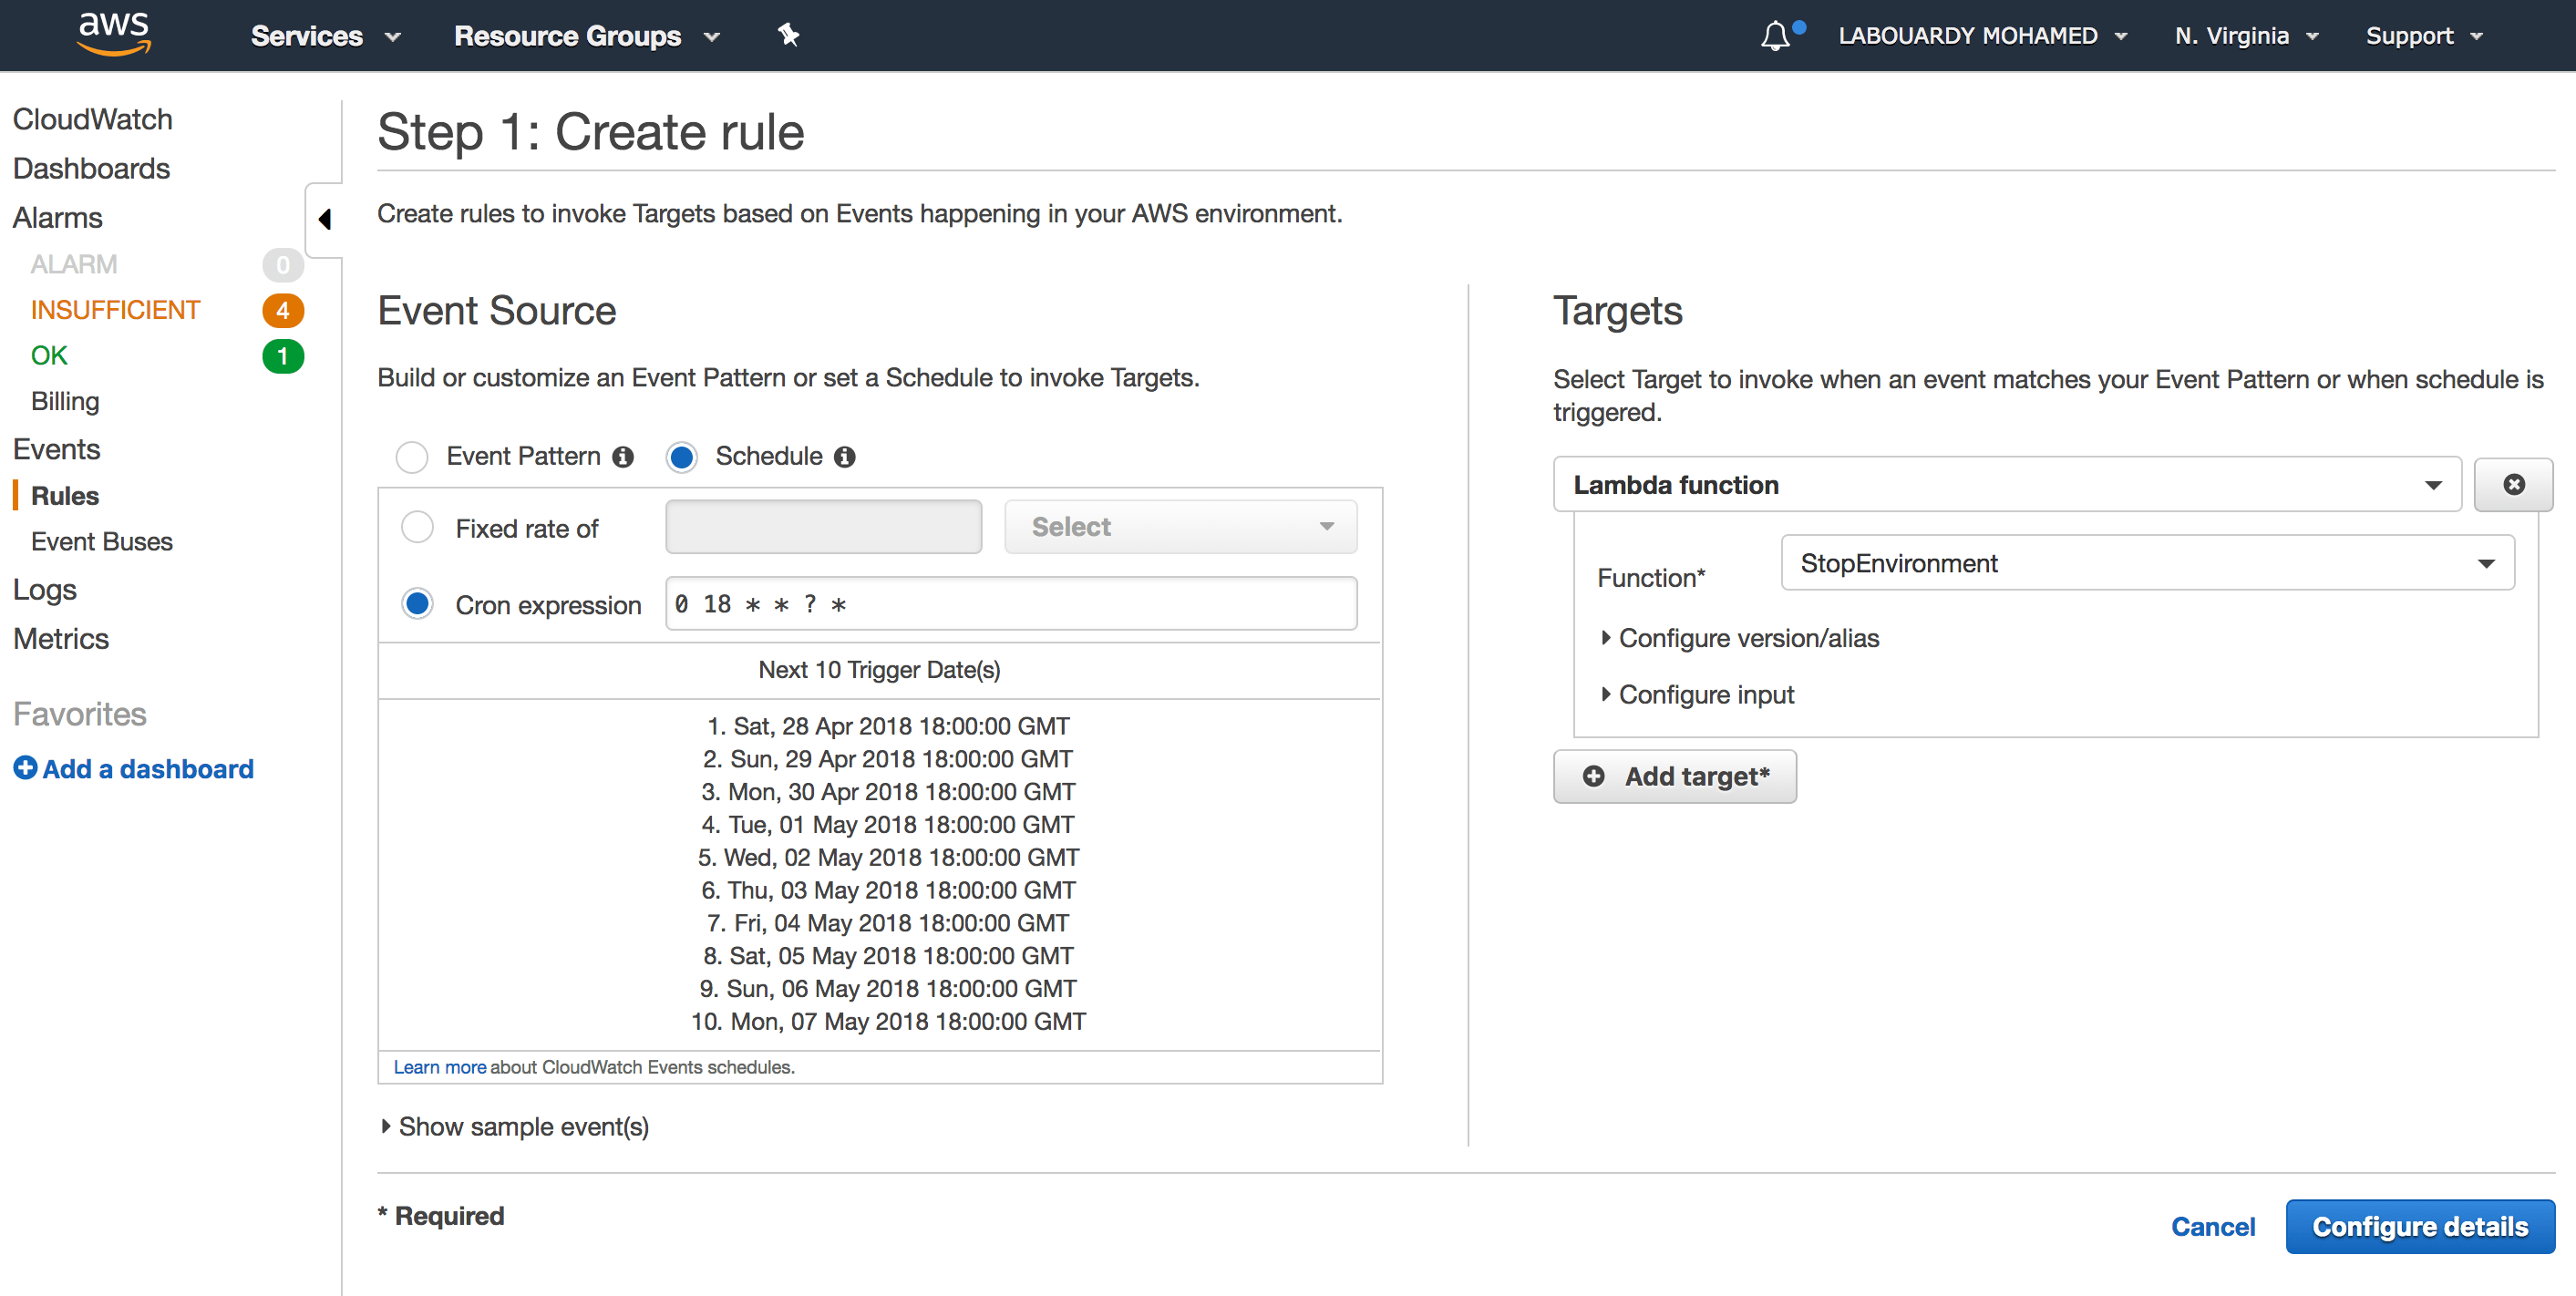 aws
Services
Resource Groups
LABOUARDY MOHAMED
N. Virginia
Support
CloudWatch
Dashboards
Alarms
ALARM 0
INSUFFICIENT 4
OK 1
Billing
Events
Rules
Event Buses
Logs
Metrics
Favorites
Add a dashboard
Step 1: Create rule
Create rules to invoke Targets based on Events happening in your AWS environment.
Event Source
Build or customize an Event Pattern or set a Schedule to invoke Targets.
Event Pattern
Schedule
Fixed rate of
Select
Cron expression
0 18 * * ? *
Next 10 Trigger Date(s)
1. Sat, 28 Apr 2018 18:00:00 GMT
2. Sun, 29 Apr 2018 18:00:00 GMT
3. Mon, 30 Apr 2018 18:00:00 GMT
4. Tue, 01 May 2018 18:00:00 GMT
5. Wed, 02 May 2018 18:00:00 GMT
6. Thu, 03 May 2018 18:00:00 GMT
7. Fri, 04 May 2018 18:00:00 GMT
8. Sat, 05 May 2018 18:00:00 GMT
9. Sun, 06 May 2018 18:00:00 GMT
10. Mon, 07 May 2018 18:00:00 GMT
Learn more about CloudWatch Events schedules.
Show sample event(s)
Targets
Select Target to invoke when an event matches your Event Pattern or when schedule is
triggered.
Lambda function
Function*
StopEnvironment
Configure version/alias
Configure input
Add target*
* Required
Cancel
Configure details